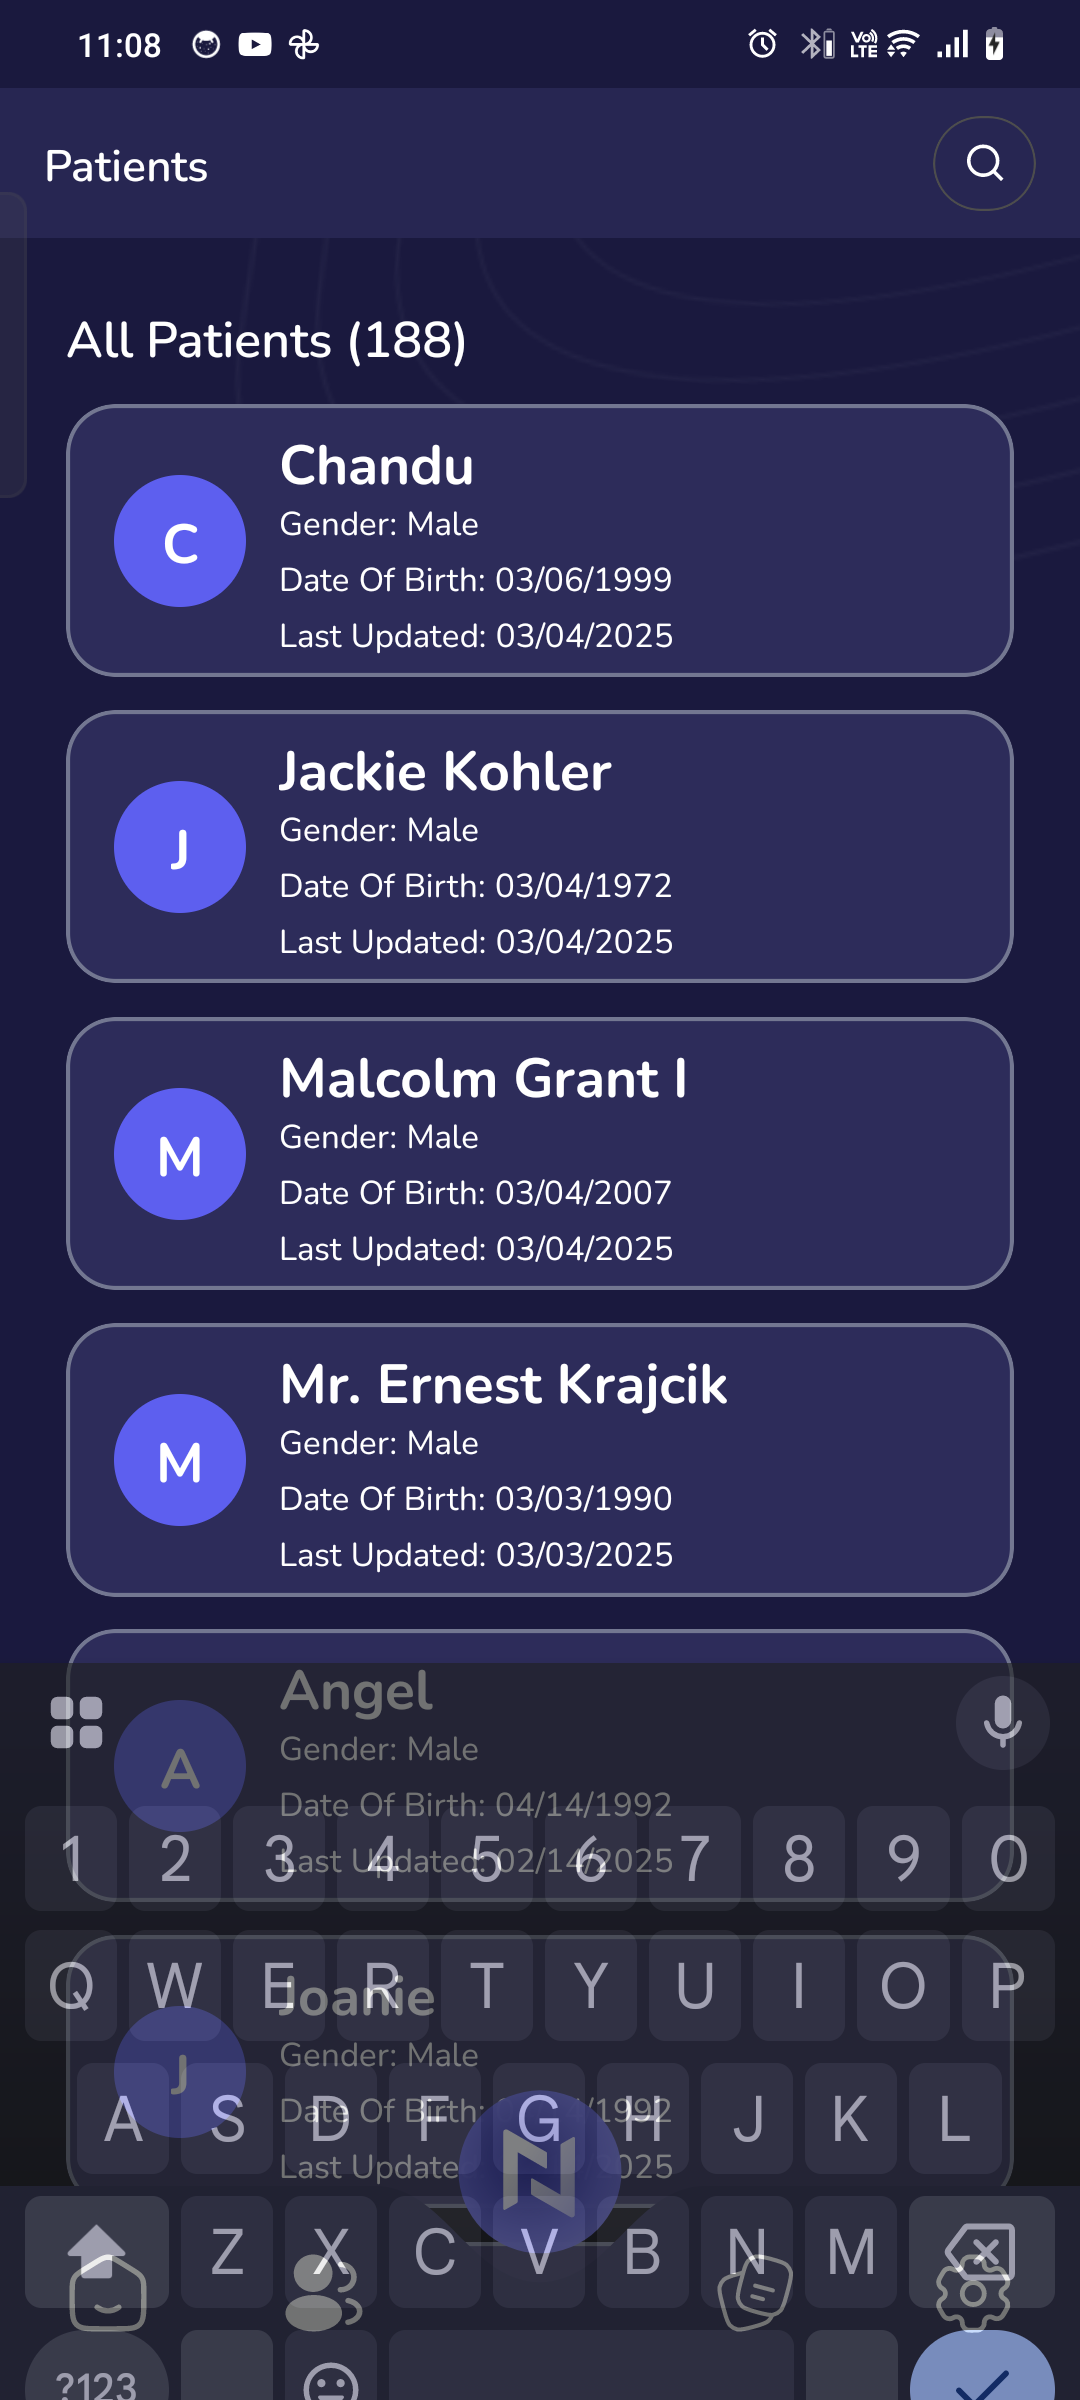 11:08
Vo)) LTE
Patients
All Patients (188)
C
Chandu
Gender: Male
Date Of Birth: 03/06/1999
Last Updated: 03/04/2025
J
Jackie Kohler
Gender: Male
Date Of Birth: 03/04/1972
Last Updated: 03/04/2025
M
Malcolm Grant I
Gender: Male
Date Of Birth: 03/04/2007
Last Updated: 03/04/2025
M
Mr. Ernest Krajcik
Gender: Male
Date Of Birth: 03/03/1990
Last Updated: 03/03/2025
A
Angel
Gender: Male
Date Of Birth: 04/14/1992
Last Updated: 02/14/2025
1 2 3 4 5 6 7 8 9 0
J
Joanie
Gender: Male
Date Of Birth: /1992
Last Update 025
Q W E R T Y U I O P
A S D F G H J K L
Z X C V B N M
?123